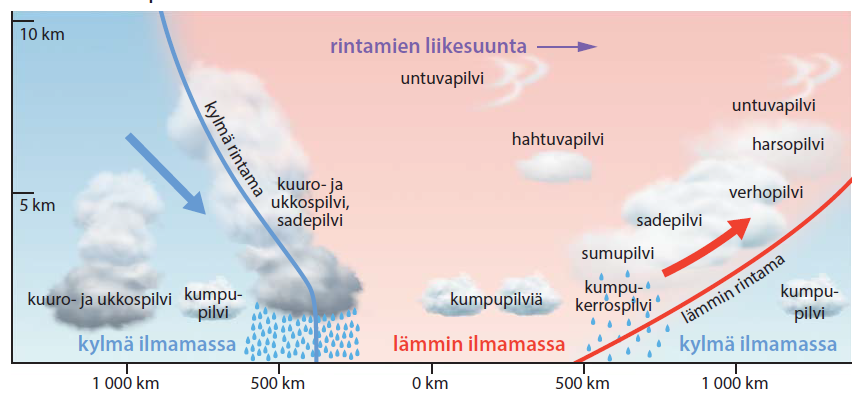 10 km
rintamien liikesuunta
untuvapilvi
untuvapilvi
kylmä rintama
hahtuvapilvi
harsopilvi
5 km
kuuro- ja
ukkospilvi,
sadepilvi
verhopilvi
sadepilvi
sumupilvi
kuuro- ja ukkospilvi
kumpu-
pilvi
kumpupilviä
kumpu-
kerrospilvi
lämmin rintama
kumpu-
pilvi
kylmä ilmamassa
lämmin ilmamassa
kylmä ilmamassa
1 000 km
500 km
0 km
500 km
1 000 km